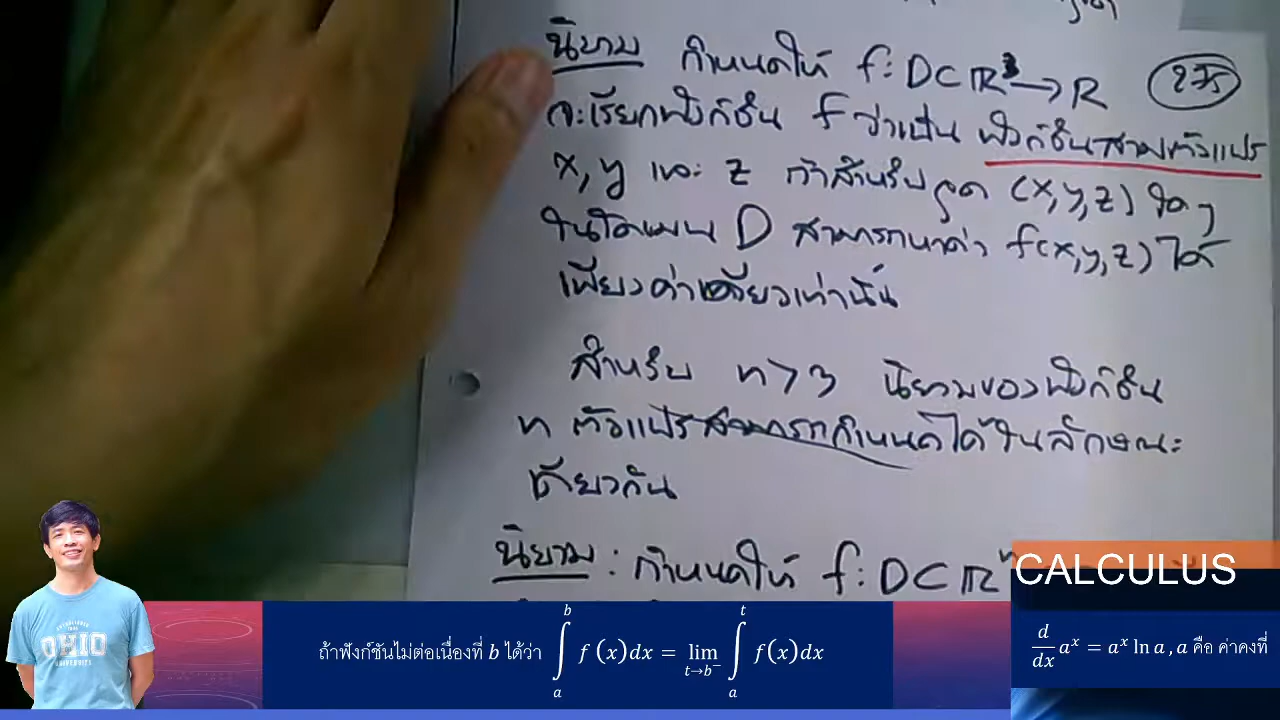 นิยาม กำหนดให้ f: D⊂ℝ³ → R
275
จะเรียกฟังก์ชัน f ว่าเป็น ฟังก์ชันสามตัวแปร
x, y และ z ถ้าสำหรับจุด (x,y,z) ใด ๆ
ในโดเมน D สามารถหาค่า f(x,y,z) ได้
เพียงค่าเดียวเท่านั้น
สำหรับ n > 3 นิยามของฟังก์ชัน
n ตัวแปรสามารถกำหนดได้ในลักษณะ
เดียวกัน
นิยาม : กำหนดให้ f: D⊂ℝⁿ
CALCULUS
OHIO
UNIVERSITY
ถ้าฟังก์ชันไม่ต่อเนื่องที่ b ได้ว่า ∫_a^b f(x)dx = lim_{t→b⁻} ∫_a^t f(x)dx
d/dx a^x = a^x ln a , a คือ ค่าคงที่